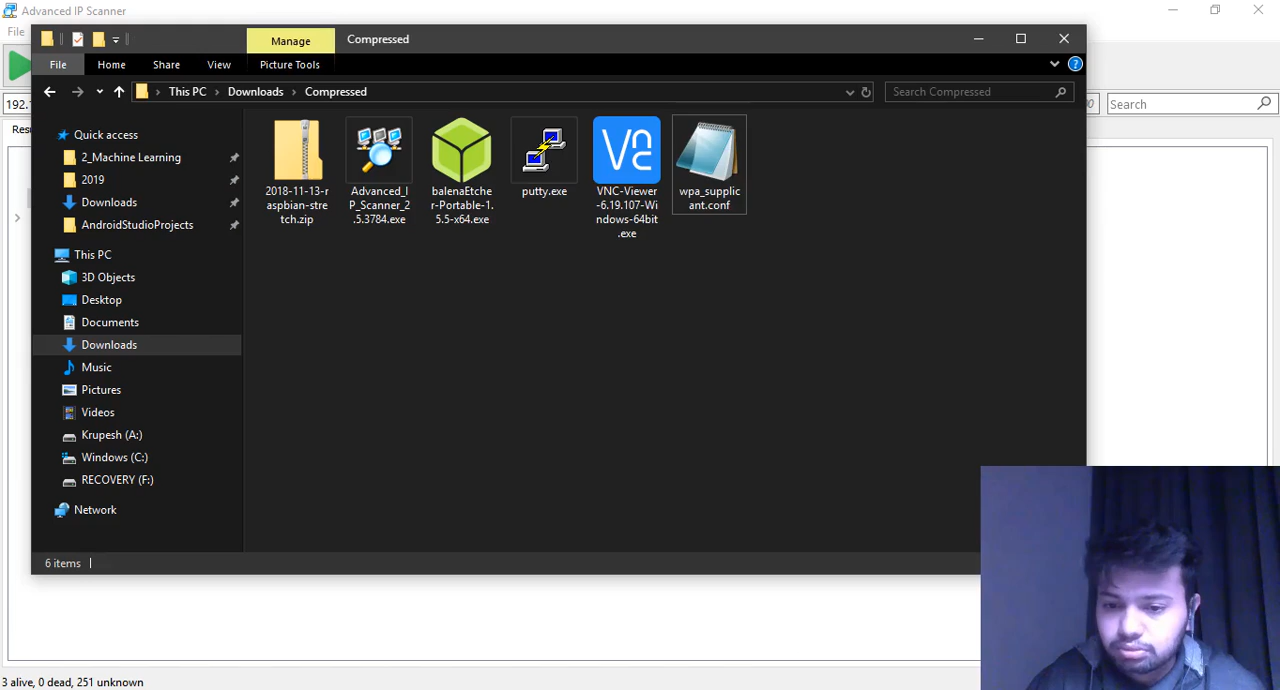 Advanced IP Scanner
File
Manage
Compressed
File
Home
Share
View
Picture Tools
This PC
Downloads
Compressed
Search Compressed
192.
Search
Quick access
2_Machine Learning
2019
Downloads
AndroidStudioProjects
This PC
3D Objects
Desktop
Documents
Downloads
Music
Pictures
Videos
Krupesh (A:)
Windows (C:)
RECOVERY (F:)
Network
2018-11-13-r
aspbian-stre
tch.zip
Advanced_I
P_Scanner_2
.5.3784.exe
balenaEtche
r-Portable-1.
5.5-x64.exe
putty.exe
VNC-Viewer
-6.19.107-Wi
ndows-64bit
.exe
wpa_supplic
ant.conf
6 items
3 alive, 0 dead, 251 unknown